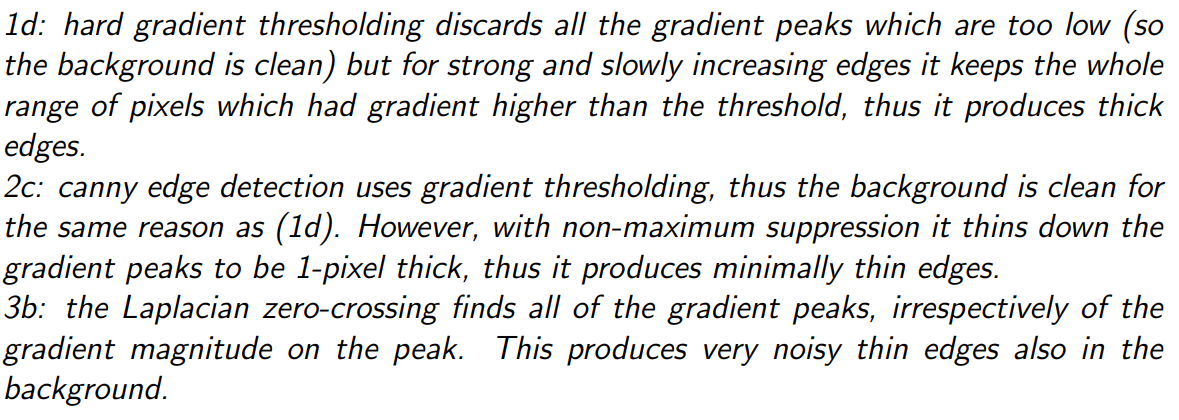 1d: hard gradient thresholding discards all the gradient peaks which are too low (so
the background is clean) but for strong and slowly increasing edges it keeps the whole
range of pixels which had gradient higher than the threshold, thus it produces thick
edges.
2c: canny edge detection uses gradient thresholding, thus the background is clean for
the same reason as (1d). However, with non-maximum suppression it thins down the
gradient peaks to be 1-pixel thick, thus it produces minimally thin edges.
3b: the Laplacian zero-crossing finds all of the gradient peaks, irrespectively of the
gradient magnitude on the peak. This produces very noisy thin edges also in the
background.